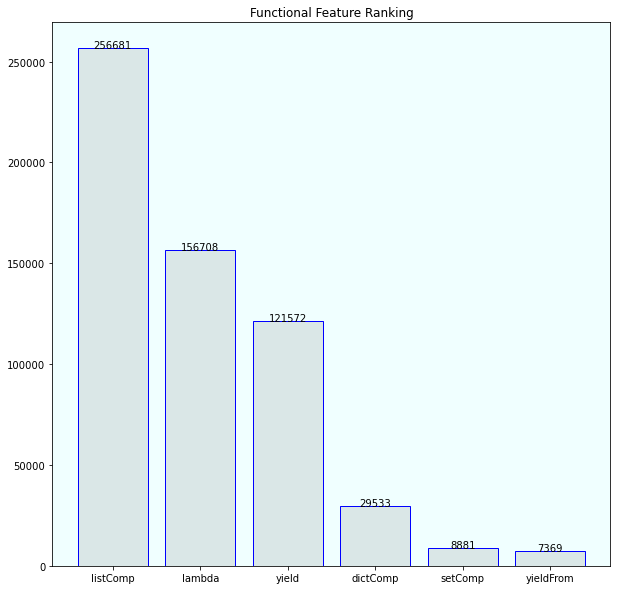 Functional Feature Ranking
250000
200000
150000
100000
50000
0
256681
156708
121572
29533
8881
7369
listComp
lambda
yield
dictComp
setComp
yieldFrom